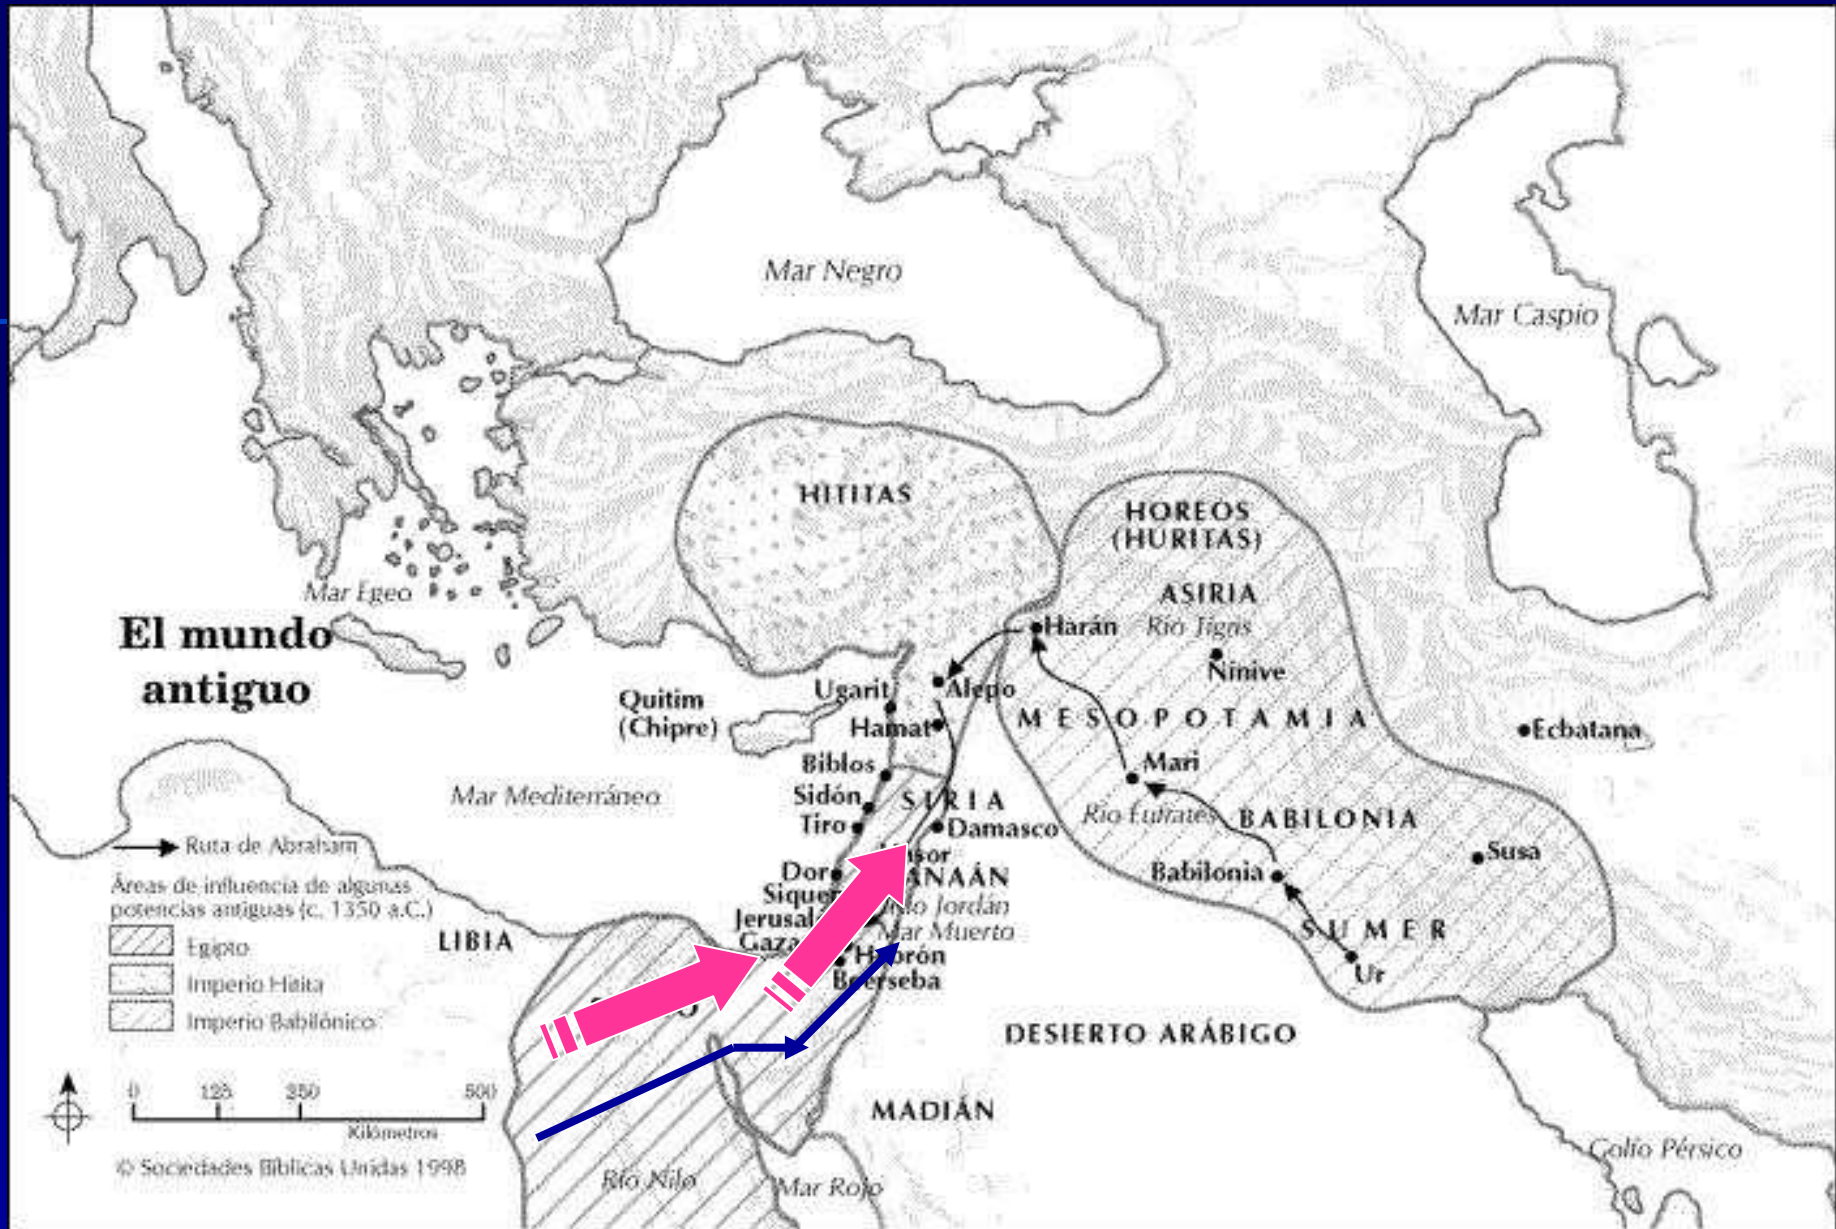 Mar Negro
Mar Caspio
HITITAS
HOREOS
(HURITAS)
ASIRIA
Mar Egeo
El mundo
antiguo
Harán
Río Tigris
Nínive
Quitim
(Chipre)
Ugarit
Alepo
Hamat
MESOPOTAMIA
Ecbatana
Biblos
Mari
Mar Mediterráneo
Sidón
SIRIA
Río Eufrates
BABILONIA
Tiro
Damasco
Ruta de Abraham
Susa
Dor
Babilonia
Áreas de influencia de algunas
potencias antiguas (c. 1350 a.C.)
Jordán
Mar Muerto
SUMER
LIBIA
Gaza
Egipto
Hebrón
Beerseba
Ur
Imperio Hitita
Imperio Babilónico
DESIERTO ARÁBIGO
0 125 250 500
Kilómetros
MADIÁN
© Sociedades Bíblicas Unidas 1998
Río Nilo
Mar Rojo
Golfo Pérsico